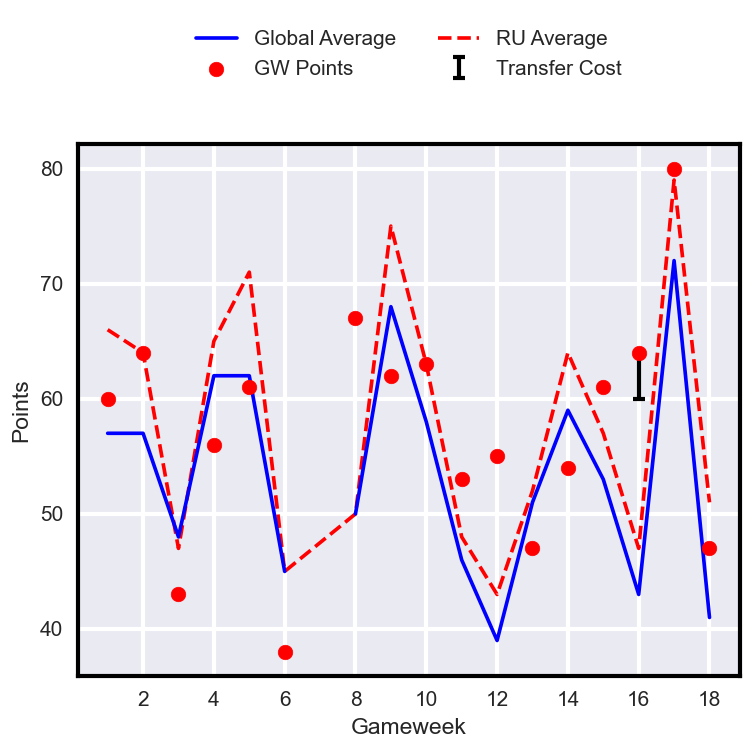 Global Average RU Average
GW Points Transfer Cost
80
70
60
50
40
Points
2 4 6 8 10 12 14 16 18
Gameweek